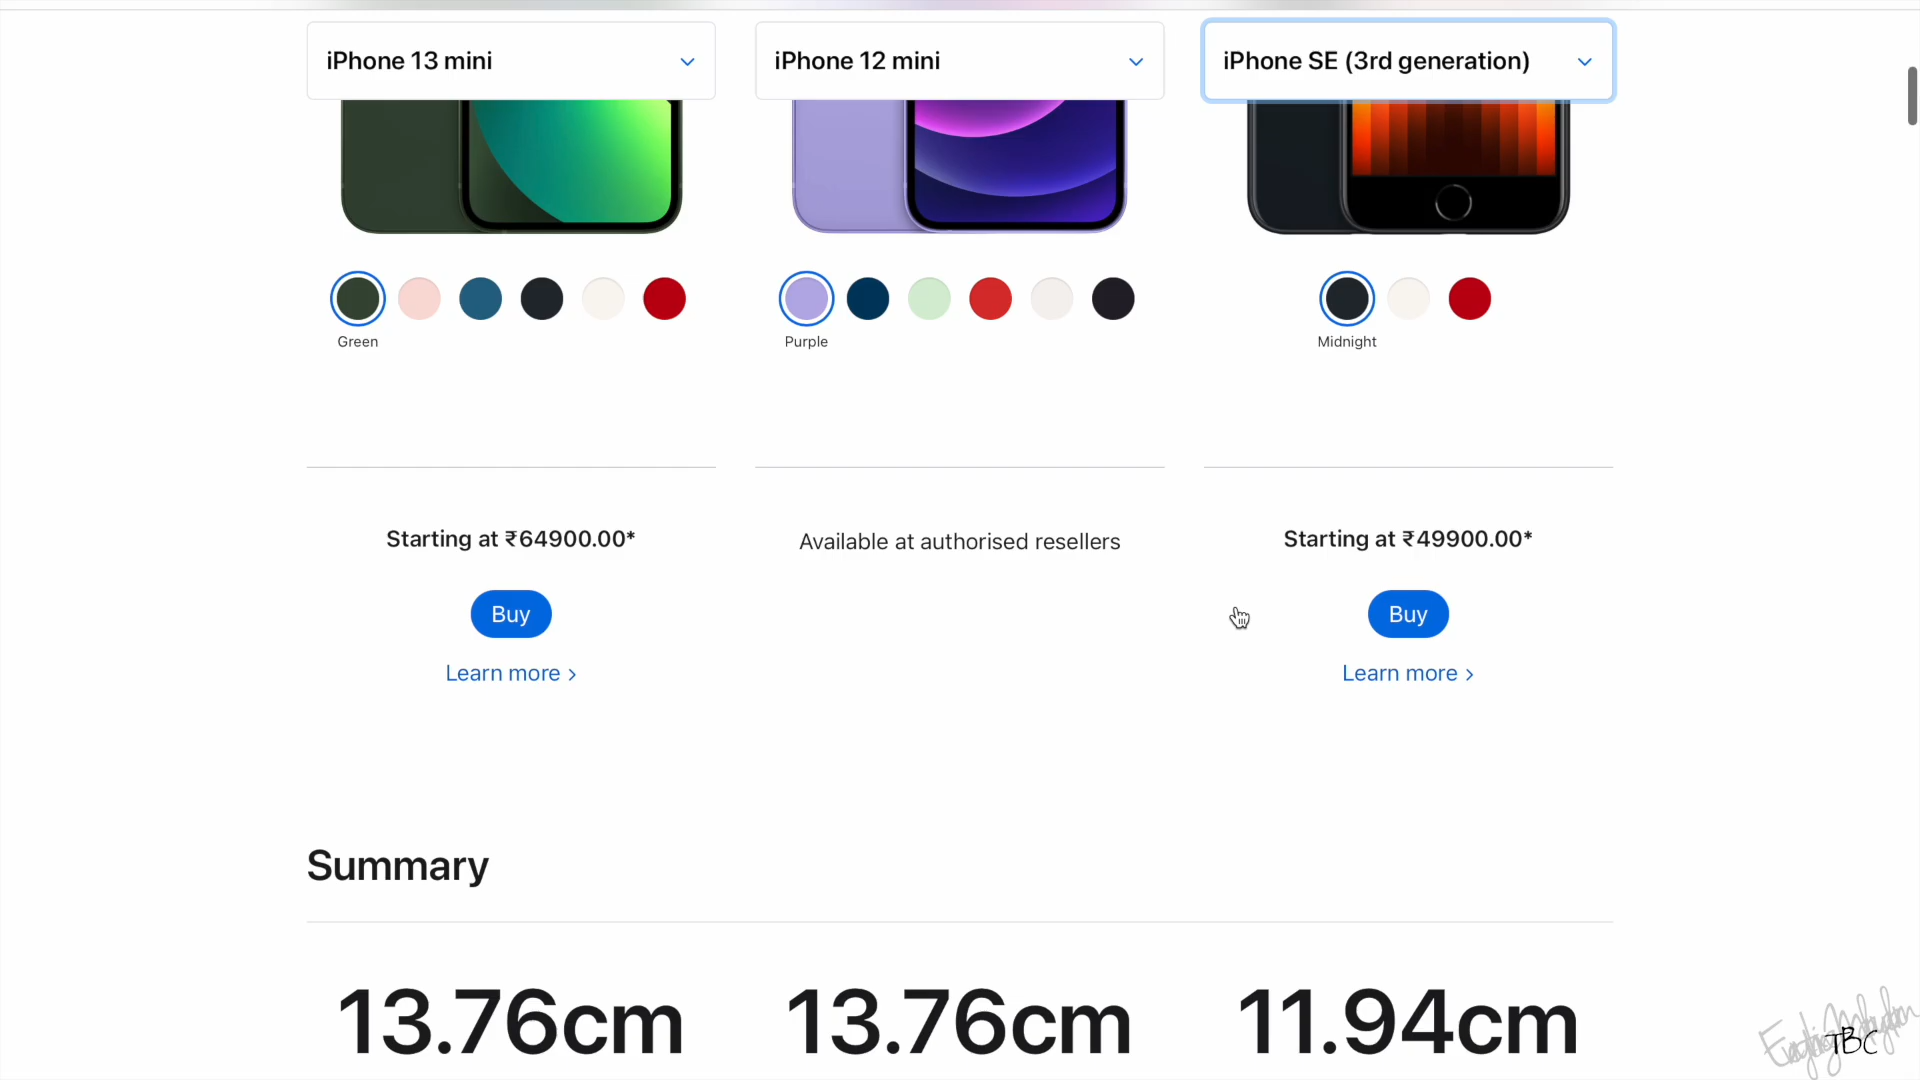 iPhone 13 mini
iPhone 12 mini
iPhone SE (3rd generation)
Green
Purple
Midnight
Starting at ₹64900.00*
Available at authorised resellers
Starting at ₹49900.00*
Buy
Buy
Learn more >
Learn more >
Summary
13.76cm
13.76cm
11.94cm
TBC